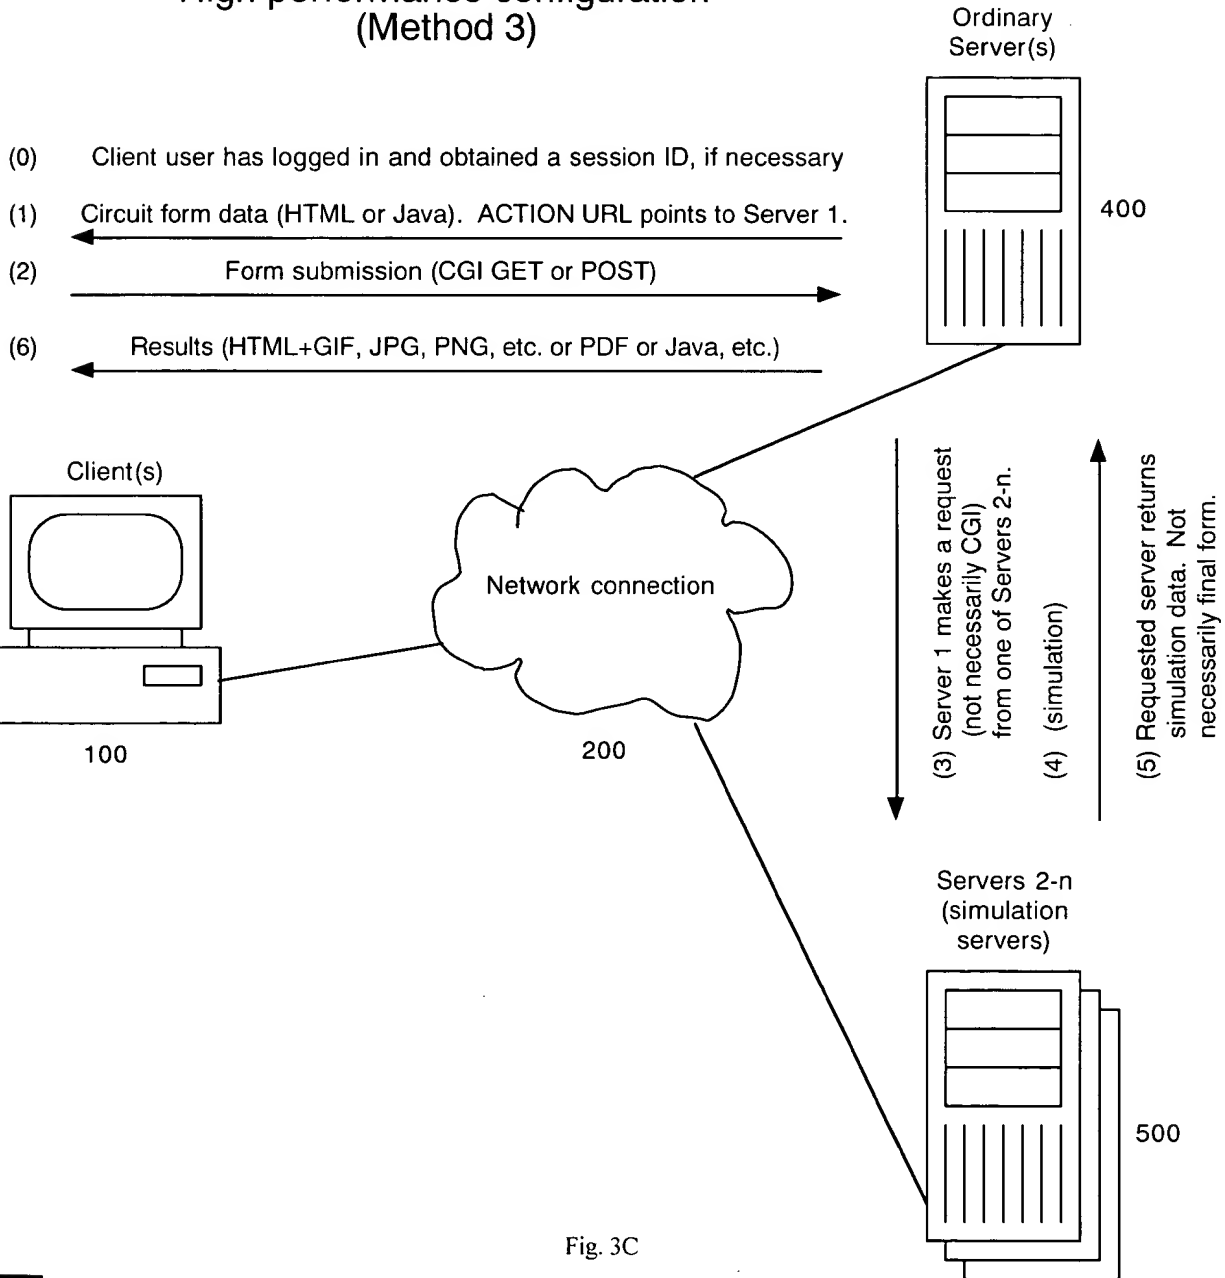 High performance configuration
(Method 3)
Ordinary
Server(s)
(0) Client user has logged in and obtained a session ID, if necessary
(1) Circuit form data (HTML or Java). ACTION URL points to Server 1.
400
(2) Form submission (CGI GET or POST)
(6) Results (HTML+GIF, JPG, PNG, etc. or PDF or Java, etc.)
Client(s)
Network connection
100
200
(3) Server 1 makes a request
(not necessarily CGI)
from one of Servers 2-n.
(4) (simulation)
(5) Requested server returns
simulation data. Not
necessarily final form.
Servers 2-n
(simulation
servers)
500
Fig. 3C